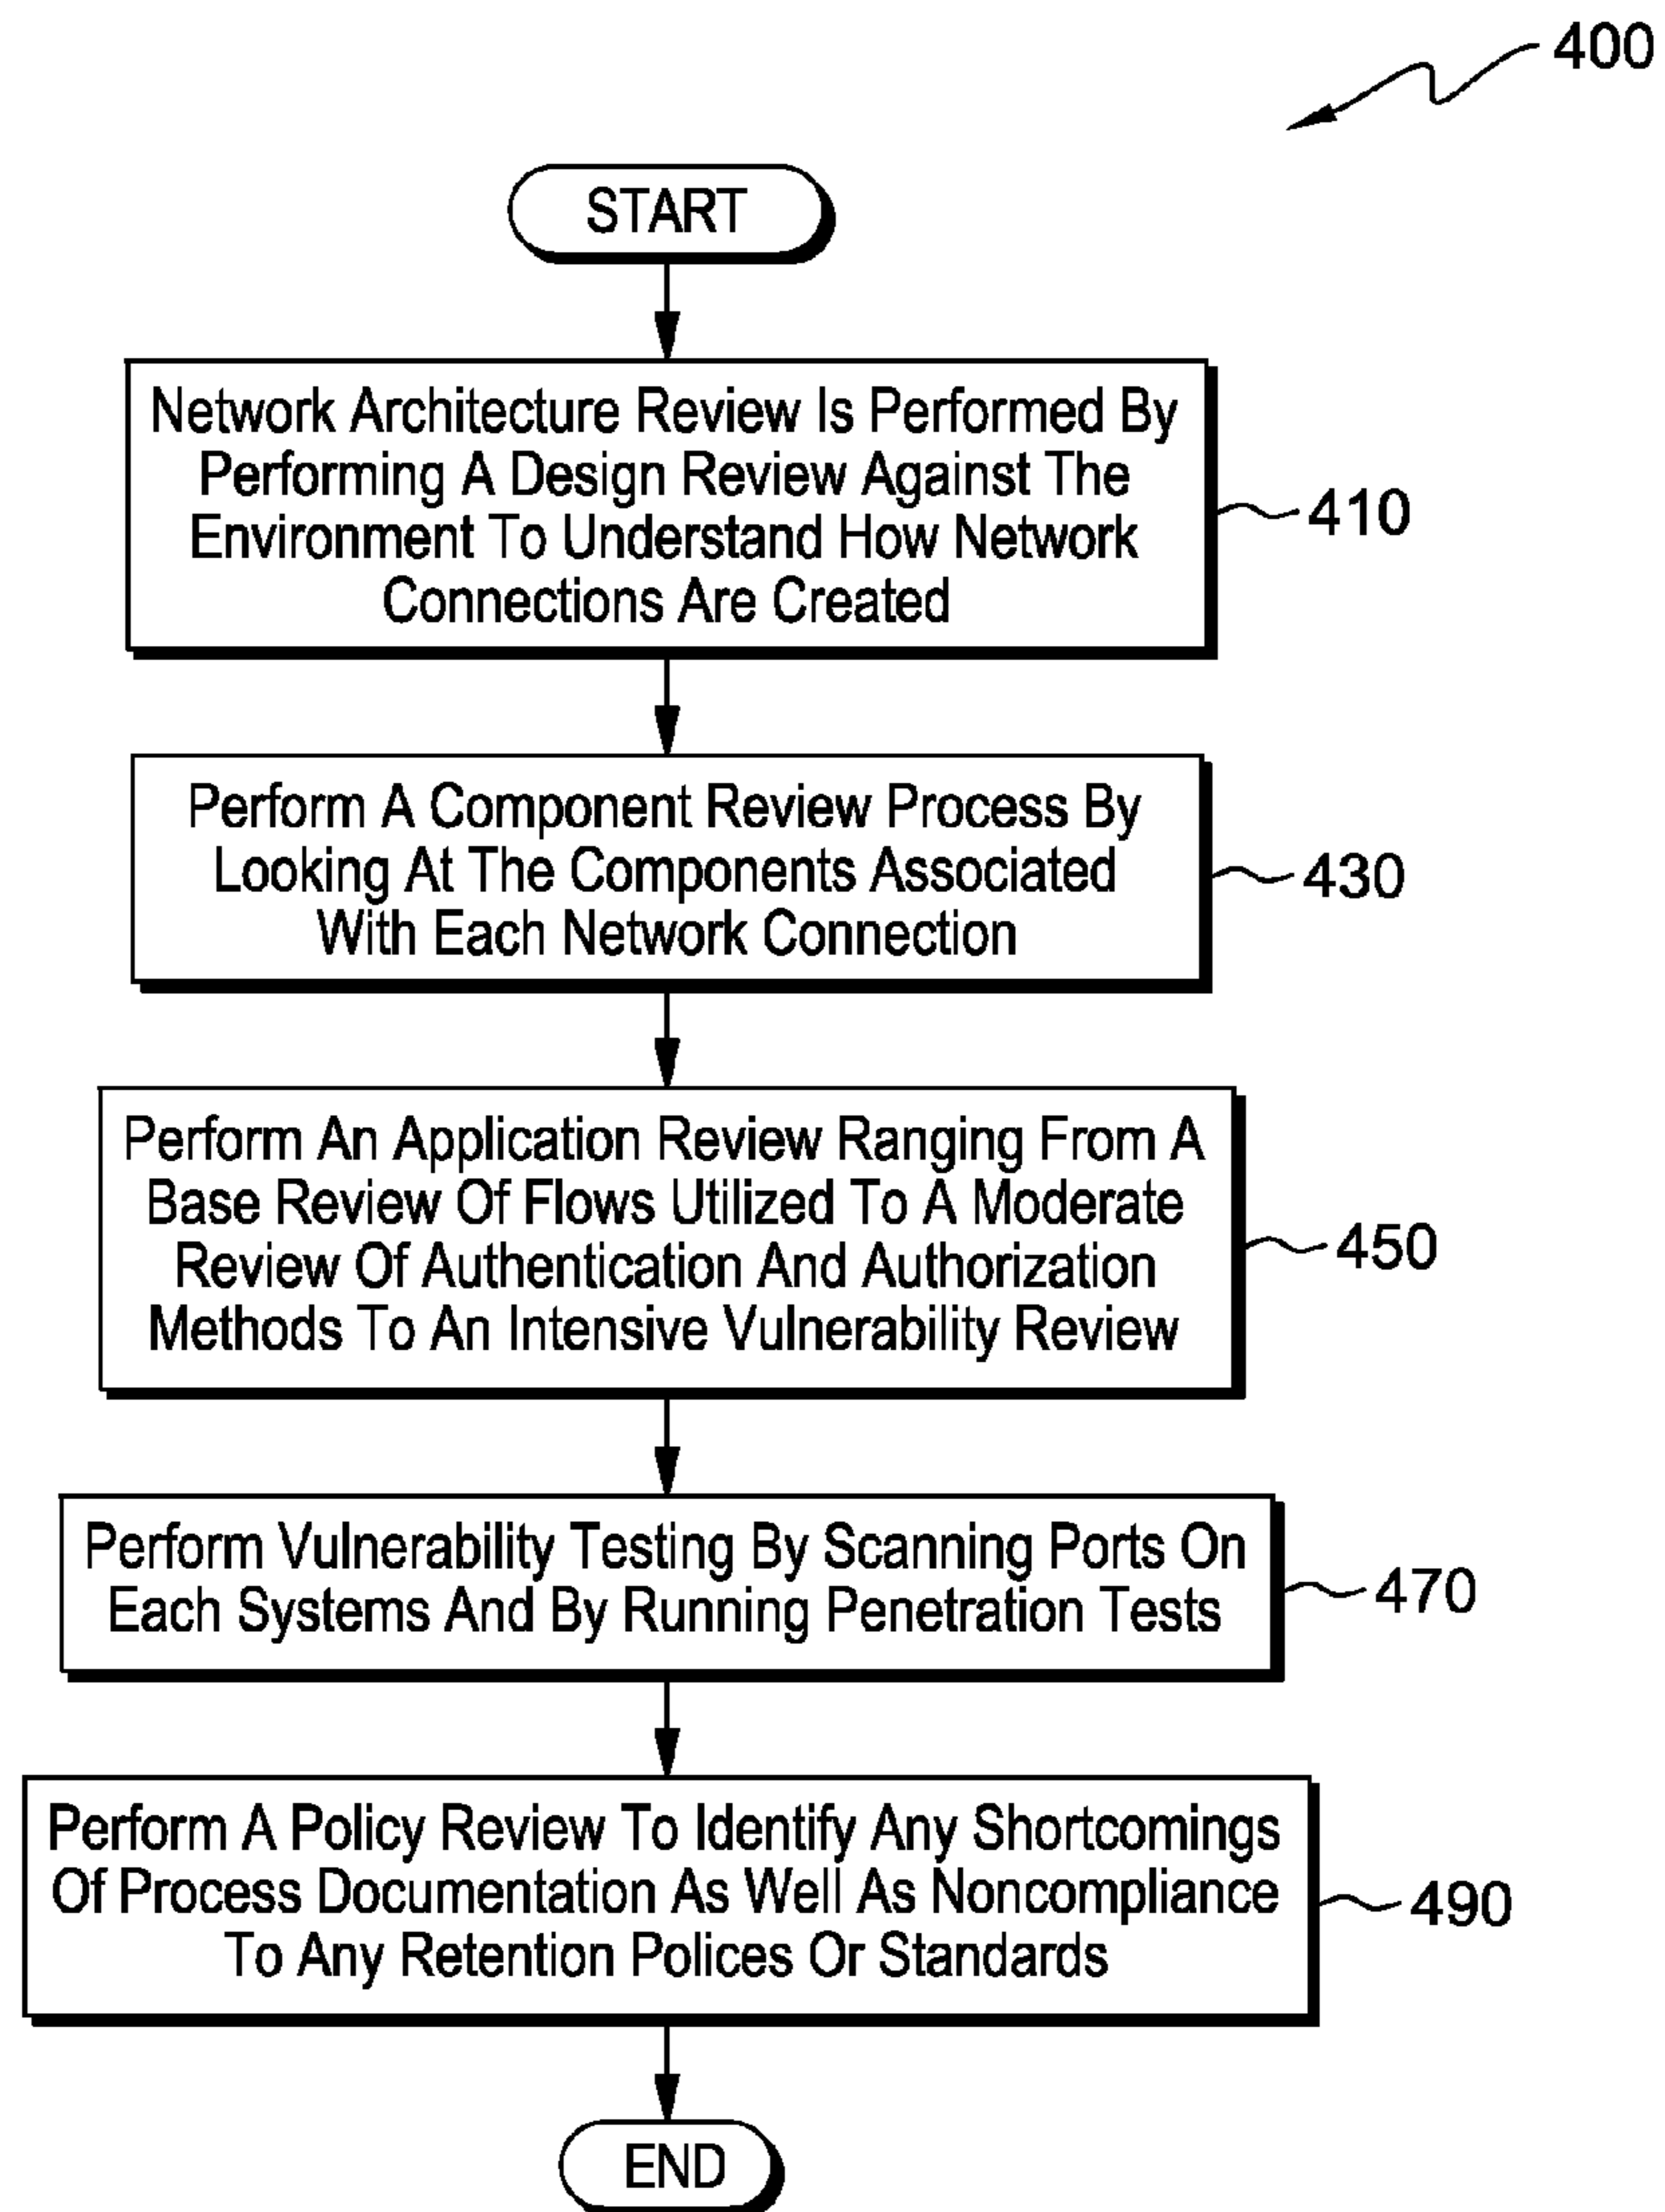 400
START
Network Architecture Review Is Performed By
Performing A Design Review Against The
Environment To Understand How Network
Connections Are Created
410
Perform A Component Review Process By
Looking At The Components Associated
With Each Network Connection
430
Perform An Application Review Ranging From A
Base Review Of Flows Utilized To A Moderate
Review Of Authentication And Authorization
Methods To An Intensive Vulnerability Review
450
Perform Vulnerability Testing By Scanning Ports On
Each Systems And By Running Penetration Tests
470
Perform A Policy Review To Identify Any Shortcomings
Of Process Documentation As Well As Noncompliance
To Any Retention Polices Or Standards
490
END